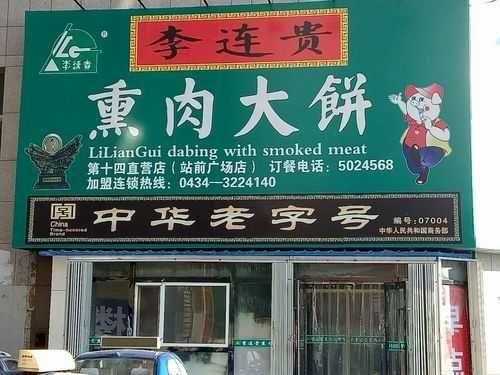 李连贵
李连贵
熏肉大餅
LiLianGui dabing with smoked meat
第十四直营店（站前广场店） 订餐电话：5024568
加盟连锁热线：0434—3224140
China
Time-honored
Brand
中华老字号
编号：07004
中华人民共和国商务部
早点